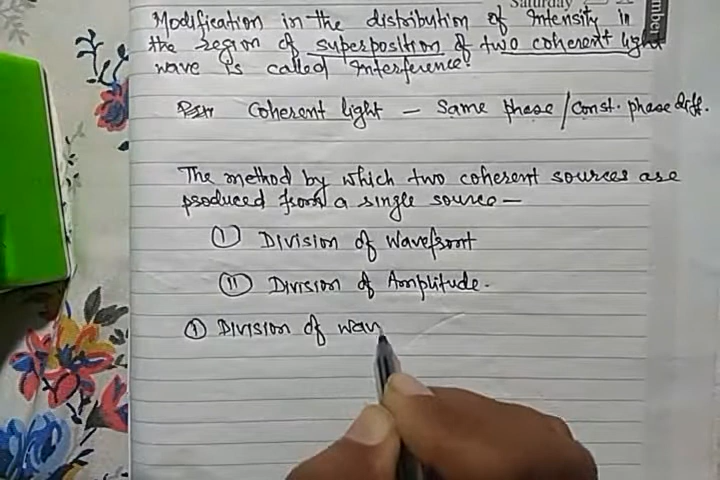 Saturday
Modification in the distribution of Intensity in
the region of superposition of two coherent light
wave is called Interference.
Coherent light – Same phase / Const. phase diff.
The method by which two coherent sources are
produced from a single source –
(I) Division of Wavefront
(II) Division of Amplitude.
(I) Division of wav